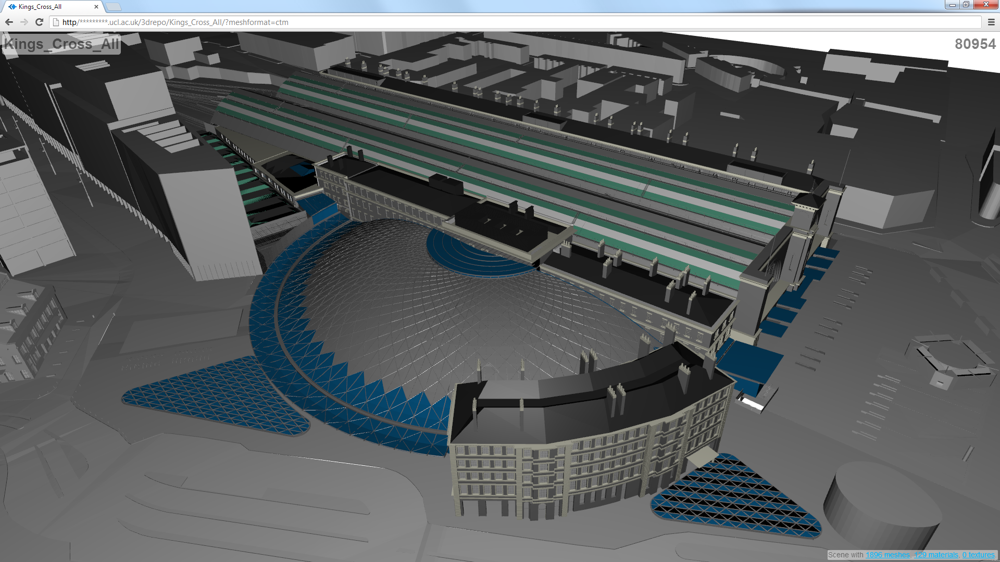 Kings_Cross_All
http/*********.ucl.ac.uk/3drepo/Kings_Cross_All/?meshformat=ctm
Kings_Cross_All
80954
Scene with 1896 meshes, 129 materials, 0 textures.